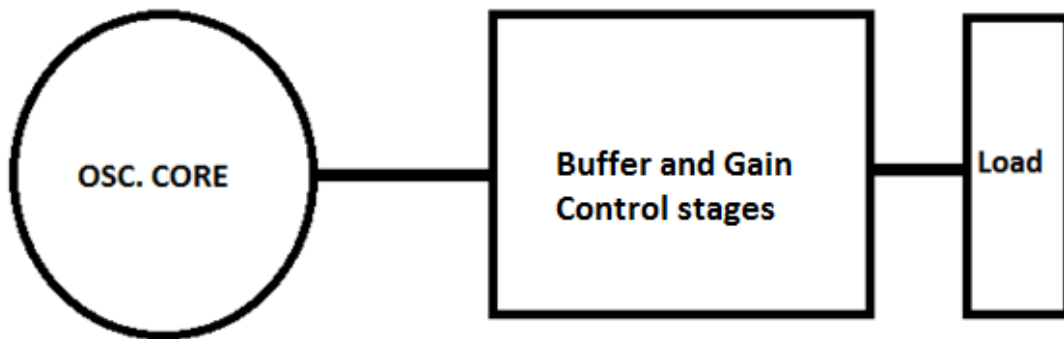 OSC. CORE
Buffer and Gain
Control stages
Load